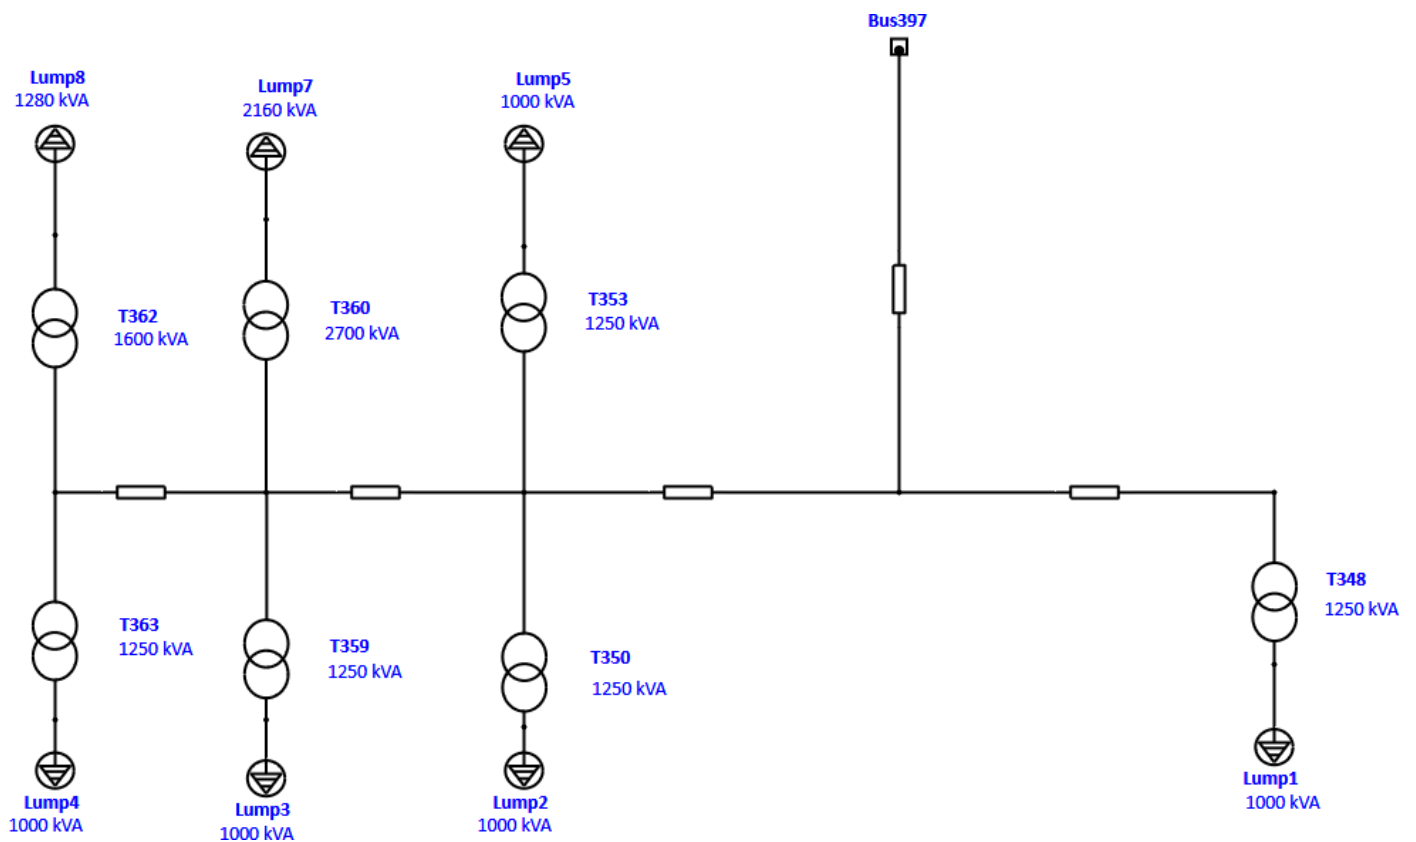 Bus397
Lump8
1280 kVA
Lump7
2160 kVA
Lump5
1000 kVA
T362
1600 kVA
T360
2700 kVA
T353
1250 kVA
T363
1250 kVA
T359
1250 kVA
T350
1250 kVA
T348
1250 kVA
Lump4
1000 kVA
Lump3
1000 kVA
Lump2
1000 kVA
Lump1
1000 kVA